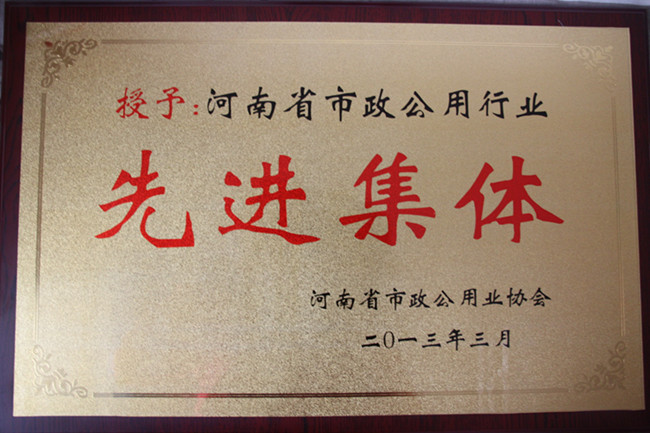 授予:河南省市政公用行业
先进集体
河南省市政公用业协会
二〇一三年三月